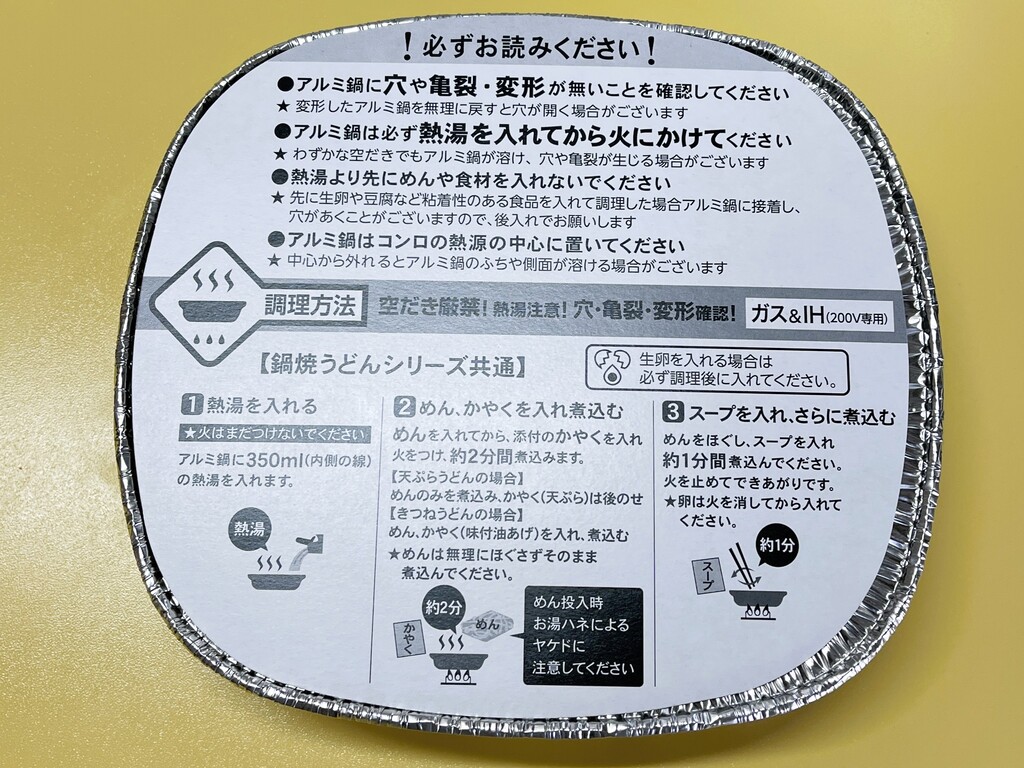 ！必ずお読みください！
●アルミ鍋に穴や亀裂・変形が無いことを確認してください
★変形したアルミ鍋を無理に戻すと穴が開く場合がございます
●アルミ鍋は必ず熱湯を入れてから火にかけてください
★わずかな空だきでもアルミ鍋が溶け、穴や亀裂が生じる場合がございます
●熱湯より先にめんや食材を入れないでください
★先に生卵や豆腐など粘着性のある食品を入れて調理した場合アルミ鍋に接着し、
穴があくことがございますので、後入れでお願いします
●アルミ鍋はコンロの熱源の中心に置いてください
★中心から外れるとアルミ鍋のふちや側面が溶ける場合がございます
調理方法 空だき厳禁！熱湯注意！穴・亀裂・変形確認！ ガス&IH(200V専用)
【鍋焼うどんシリーズ共通】
生卵を入れる場合は
必ず調理後に入れてください。
1 熱湯を入れる
★火はまだつけないでください
アルミ鍋に350ml(内側の線)
の熱湯を入れます。
熱湯
2 めん、かやくを入れ煮込む
めんを入れてから、添付のかやくを入れ
火をつけ、約2分間煮込みます。
【天ぷらうどんの場合】
めんのみを煮込み、かやく(天ぷら)は後のせ
【きつねうどんの場合】
めん、かやく(味付油あげ)を入れ、煮込む
★めんは無理にほぐさずそのまま
煮込んでください。
約2分
かやく
めん
めん投入時
お湯ハネによる
ヤケドに
注意してください
3 スープを入れ、さらに煮込む
めんをほぐし、スープを入れ
約1分間煮込んでください。
火を止めてできあがりです。
★卵は火を消してから入れて
ください。
スープ
約1分